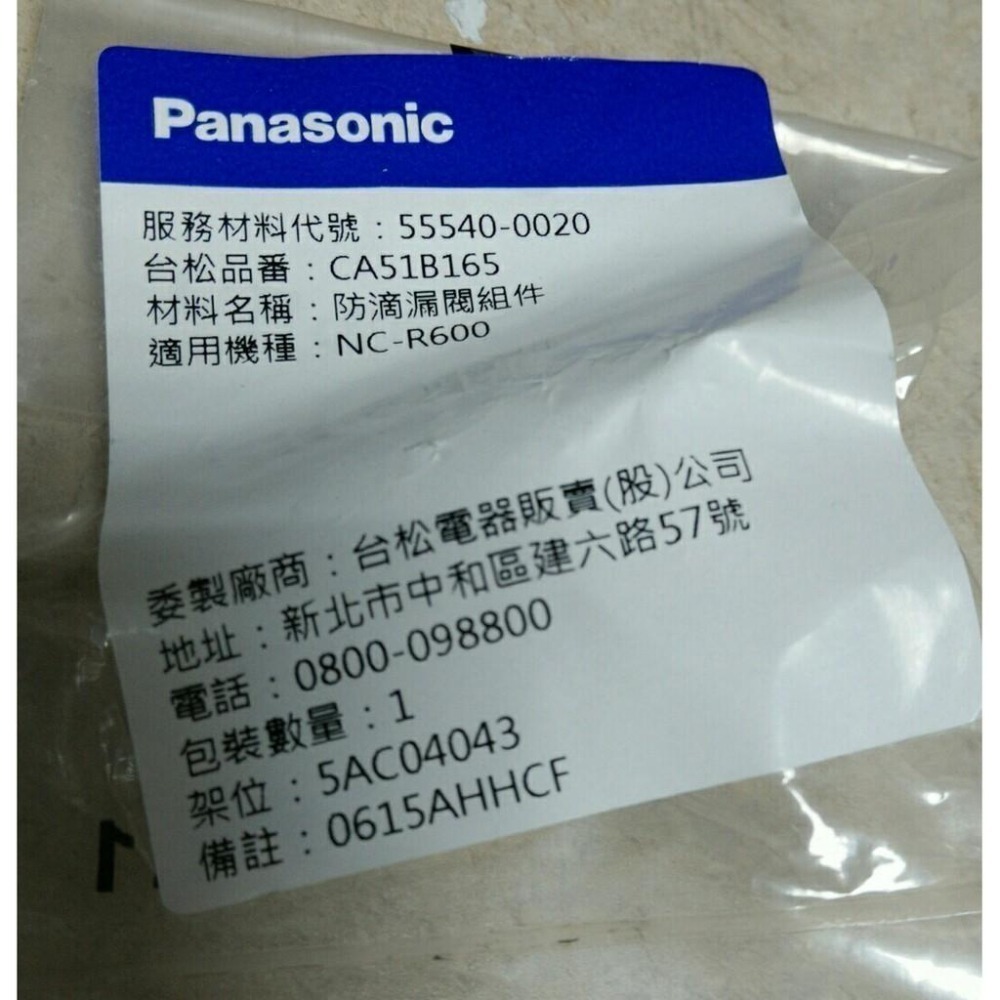 Panasonic
服務材料代號：55540-0020
台松品番：CA51B165
材料名稱：防滴漏閥組件
適用機種：NC-R600
委製廠商：台松電器販賣(股)公司
地址：新北市中和區建六路57號
電話：0800-098800
包裝數量：1
架位：5AC04043
備註：0615AHHCF